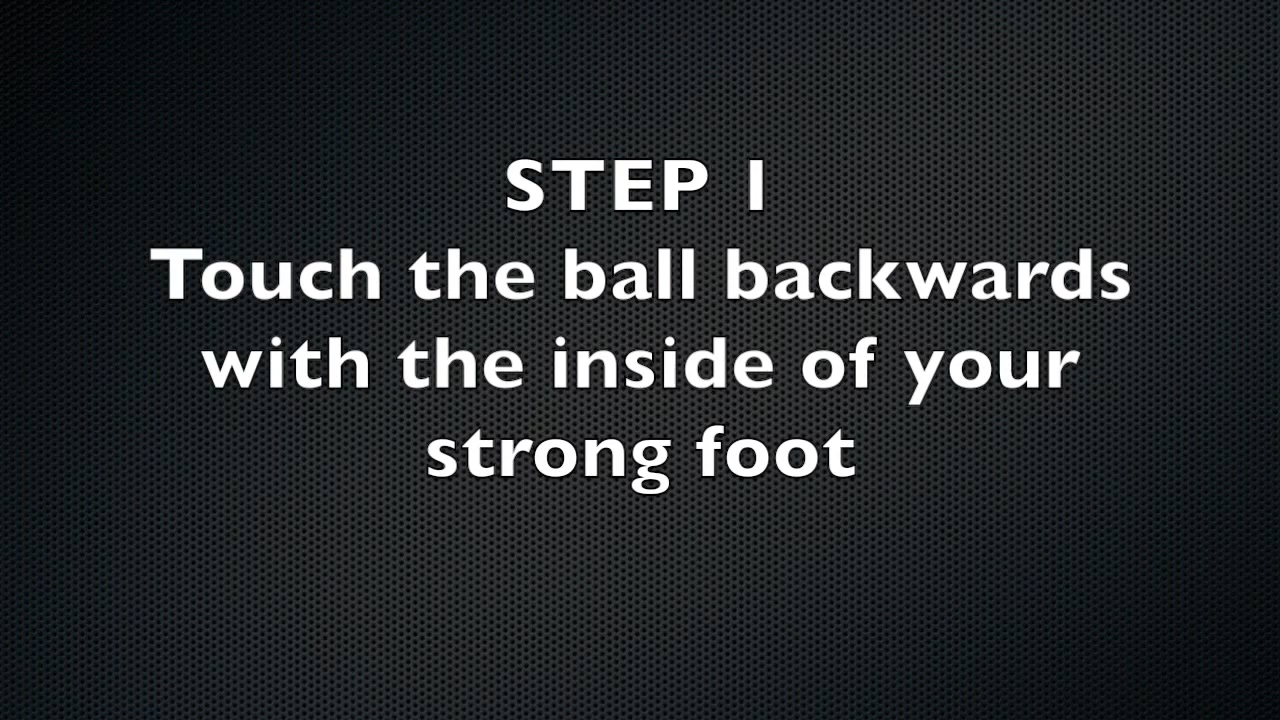 STEP 1
Touch the ball backwards
with the inside of your
strong foot